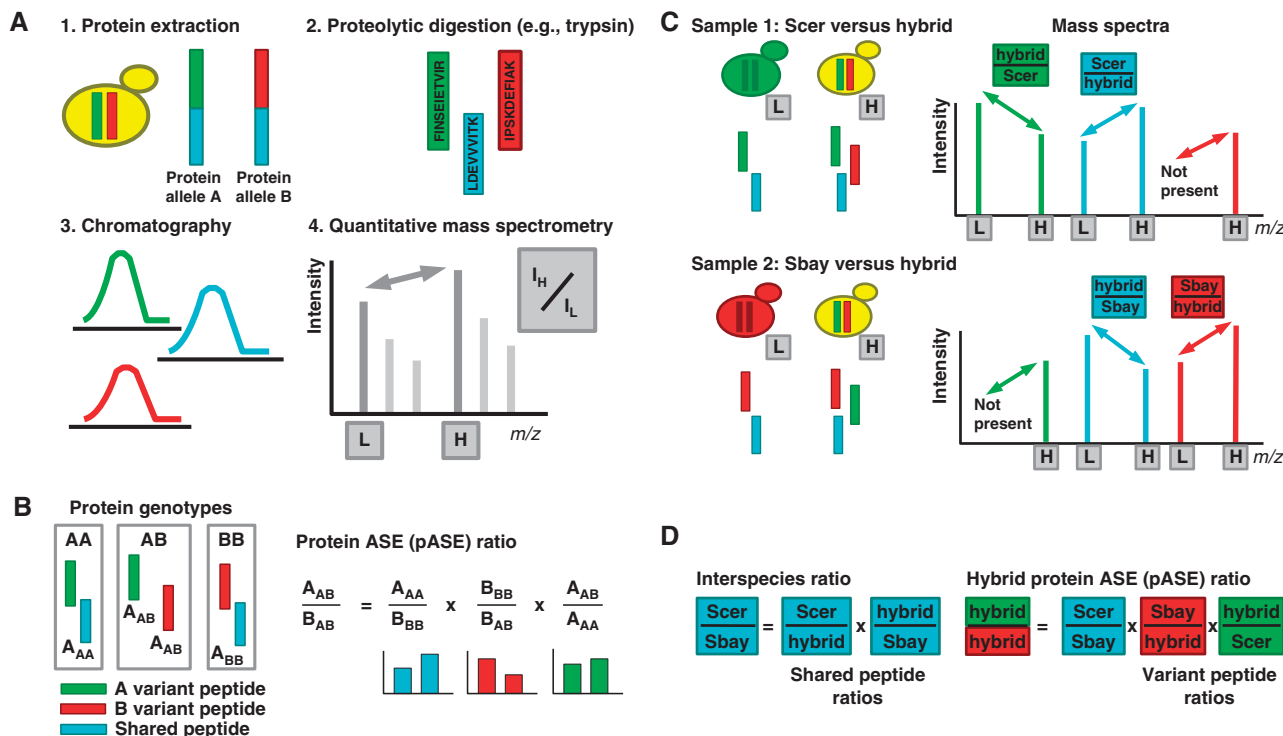 A
1. Protein extraction
Protein allele A
Protein allele B
2. Proteolytic digestion (e.g., trypsin)
FINSEIETVIR
LDEVVVITK
IPSKDEFIAK
3. Chromatography
4. Quantitative mass spectrometry
Intensity
I_H / I_L
L
H
m/z
B
Protein genotypes
AA
AB
BB
A_AA
A_AB
A_AB
A_BB
A variant peptide
B variant peptide
Shared peptide
Protein ASE (pASE) ratio
A_AB / B_AB = A_AA / B_BB x B_BB / B_AB x A_AB / A_AA
C
Sample 1: Scer versus hybrid
Mass spectra
L
H
hybrid / Scer
Scer / hybrid
Intensity
Not present
L
H
L
H
H
m/z
Sample 2: Sbay versus hybrid
L
H
hybrid / Sbay
Sbay / hybrid
Intensity
Not present
H
L
H
L
H
m/z
D
Interspecies ratio
Scer / Sbay = Scer / hybrid x hybrid / Sbay
Shared peptide ratios
Hybrid protein ASE (pASE) ratio
hybrid / hybrid = Scer / Sbay x Sbay / hybrid x hybrid / Scer
Variant peptide ratios